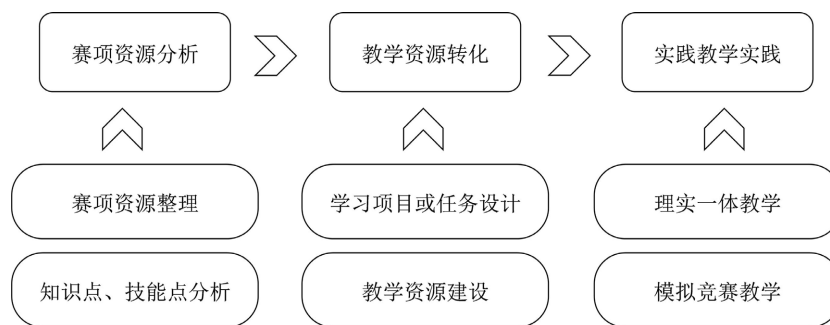 赛项资源分析
教学资源转化
实践教学实践
赛项资源整理
学习项目或任务设计
理实一体教学
知识点、技能点分析
教学资源建设
模拟竞赛教学